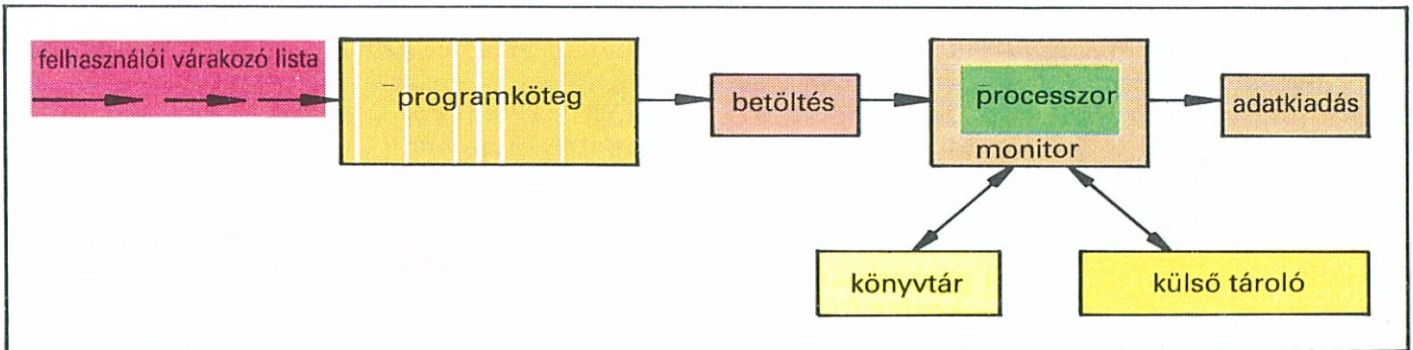 felhasználói várakozó lista
programköteg
betöltés
processzor
monitor
adatkiadás
könyvtár
külső tároló